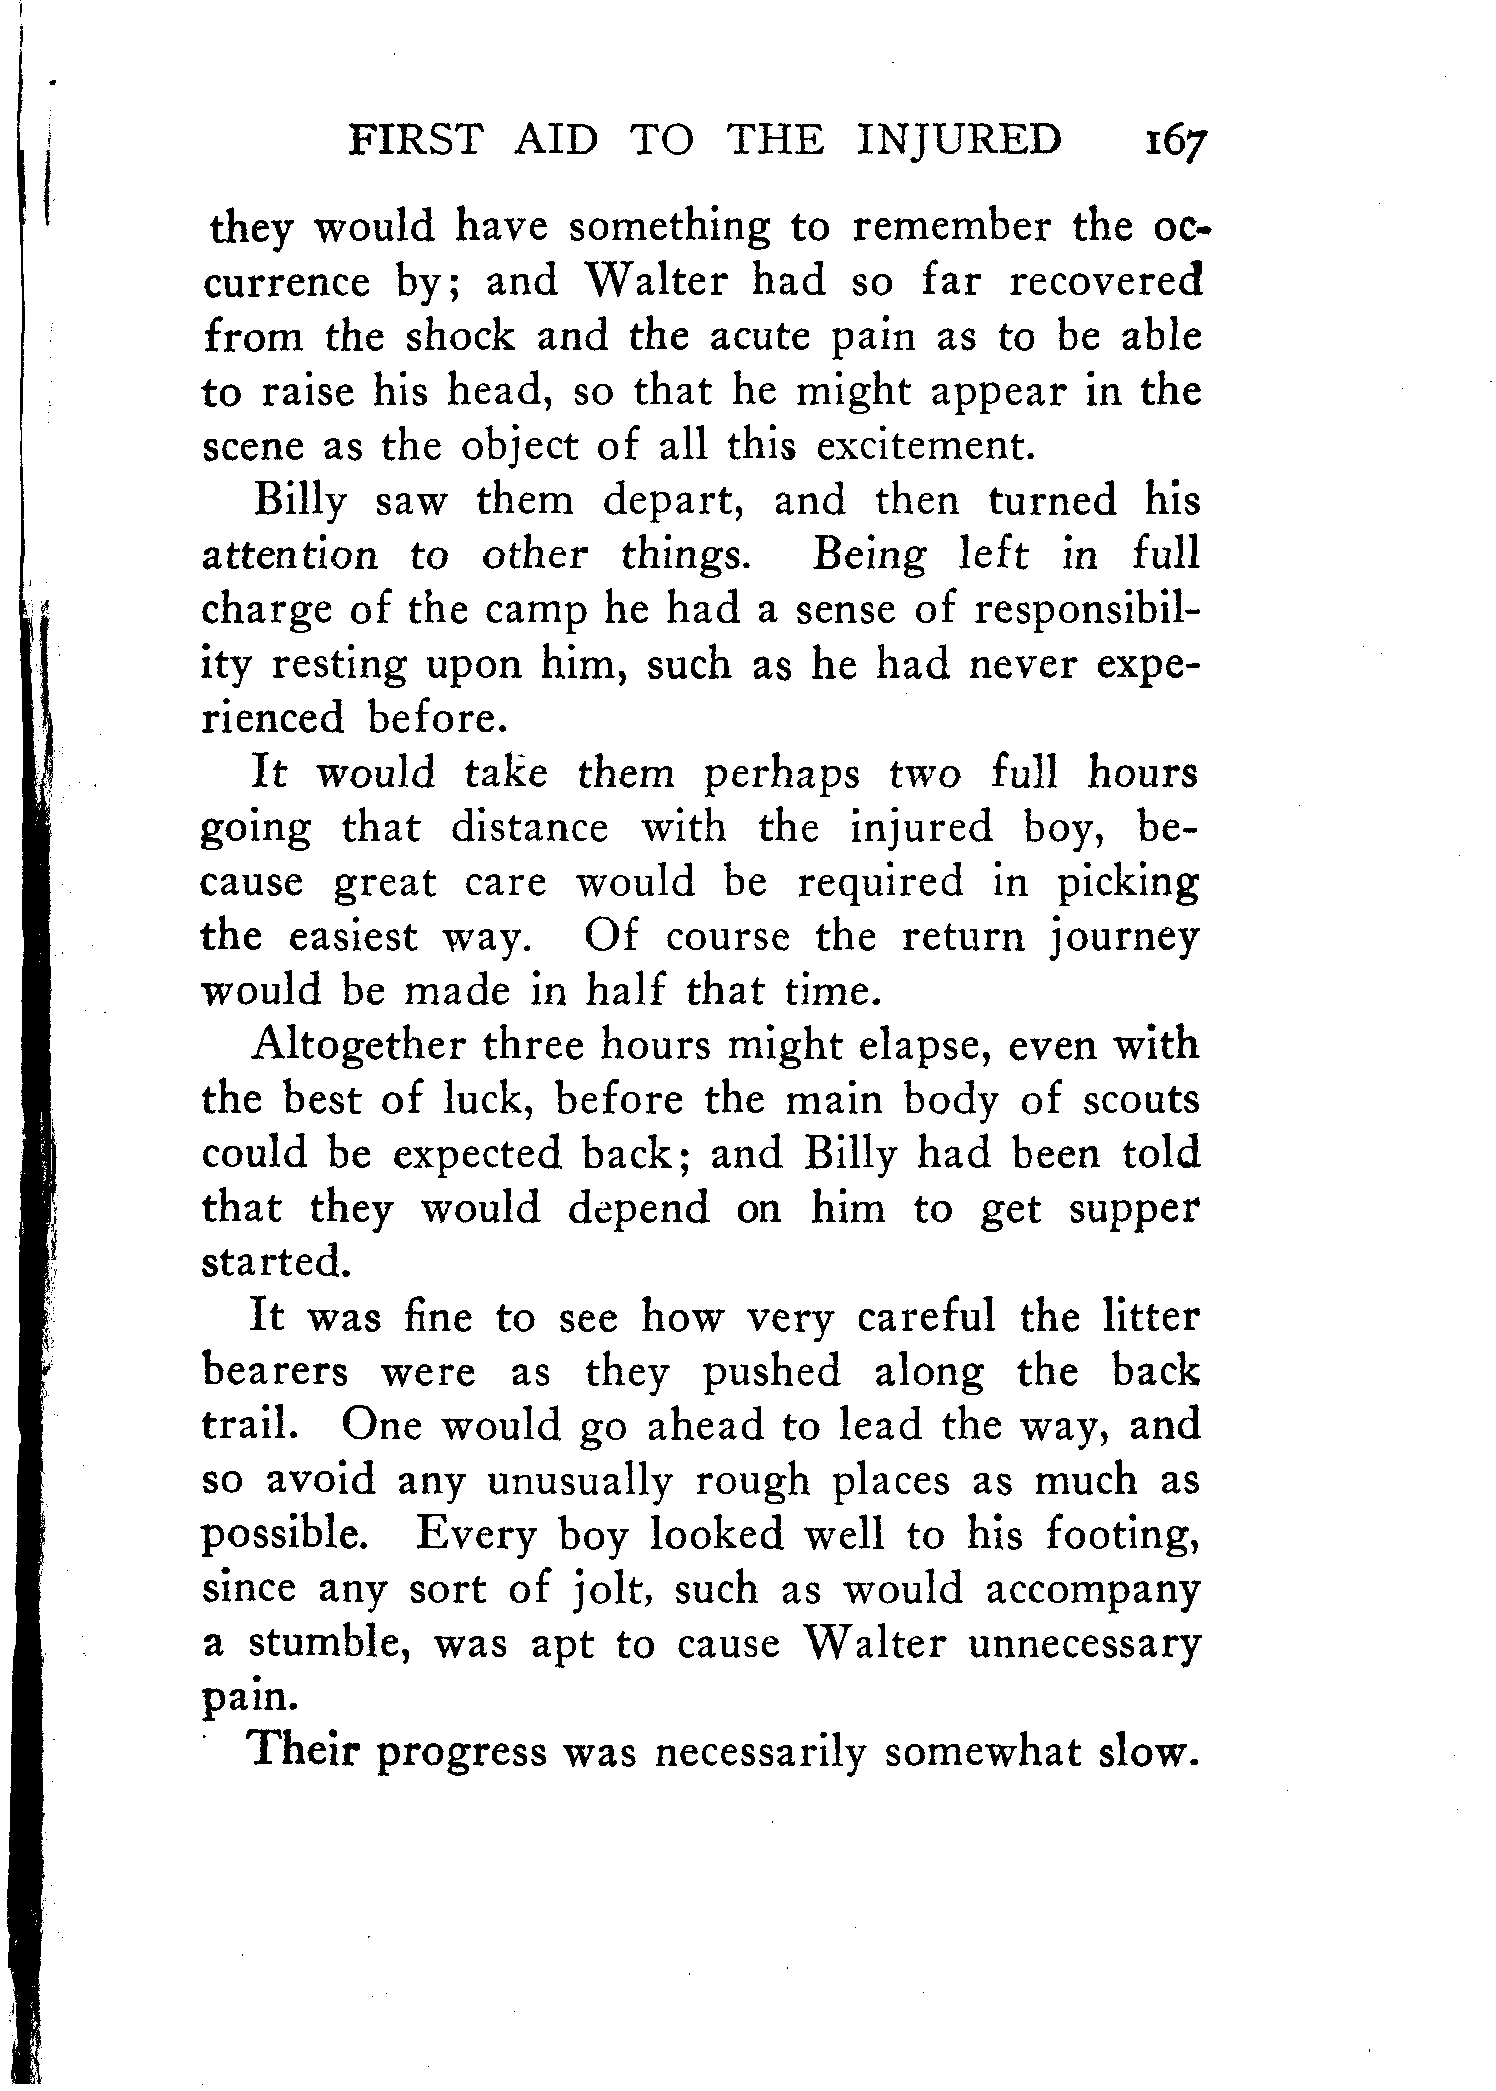 FIRST AID TO THE INJURED 167
they would have something to remember the oc-
currence by; and Walter had so far recovered
from the shock and the acute pain as to be able
to raise his head, so that he might appear in the
scene as the object of all this excitement.
Billy saw them depart, and then turned his
attention to other things. Being left in full
charge of the camp he had a sense of responsibil-
ity resting upon him, such as he had never expe-
rienced before.
It would take them perhaps two full hours
going that distance with the injured boy, be-
cause great care would be required in picking
the easiest way. Of course the return journey
would be made in half that time.
Altogether three hours might elapse, even with
the best of luck, before the main body of scouts
could be expected back; and Billy had been told
that they would depend on him to get supper
started.
It was fine to see how very careful the litter
bearers were as they pushed along the back
trail. One would go ahead to lead the way, and
so avoid any unusually rough places as much as
possible. Every boy looked well to his footing,
since any sort of jolt, such as would accompany
a stumble, was apt to cause Walter unnecessary
pain.
Their progress was necessarily somewhat slow.